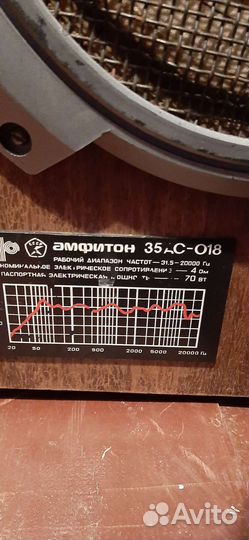 амфитон 35АС-018
РАБОЧИЙ ДИАПАЗОН ЧАСТОТ — 31.5-20000 Гц
НОМИНАЛЬНОЕ ЭЛЕКТРИЧЕСКОЕ СОПРОТИВЛЕНИЕ — 4 Ом
ПАСПОРТНАЯ ЭЛЕКТРИЧЕСКАЯ МОЩНОСТЬ — 70 ВТ
20 50 200 500 2000 5000 20000 Гц
Avito